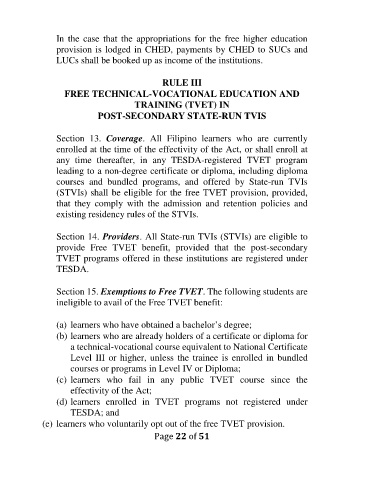 In the case that the appropriations for the free higher education
provision is lodged in CHED, payments by CHED to SUCs and
LUCs shall be booked up as income of the institutions.
RULE III
FREE TECHNICAL-VOCATIONAL EDUCATION AND
TRAINING (TVET) IN
POST-SECONDARY STATE-RUN TVIS
Section 13. Coverage. All Filipino learners who are currently
enrolled at the time of the effectivity of the Act, or shall enroll at
any time thereafter, in any TESDA-registered TVET program
leading to a non-degree certificate or diploma, including diploma
courses and bundled programs, and offered by State-run TVIs
(STVIs) shall be eligible for the free TVET provision, provided,
that they comply with the admission and retention policies and
existing residency rules of the STVIs.
Section 14. Providers. All State-run TVIs (STVIs) are eligible to
provide Free TVET benefit, provided that the post-secondary
TVET programs offered in these institutions are registered under
TESDA.
Section 15. Exemptions to Free TVET. The following students are
ineligible to avail of the Free TVET benefit:
(a) learners who have obtained a bachelor's degree;
(b) learners who are already holders of a certificate or diploma for
a technical-vocational course equivalent to National Certificate
Level III or higher, unless the trainee is enrolled in bundled
courses or programs in Level IV or Diploma;
(c) learners who fail in any public TVET course since the
effectivity of the Act;
(d) learners enrolled in TVET programs not registered under
TESDA; and
(e) learners who voluntarily opt out of the free TVET provision.
Page 22 of 51